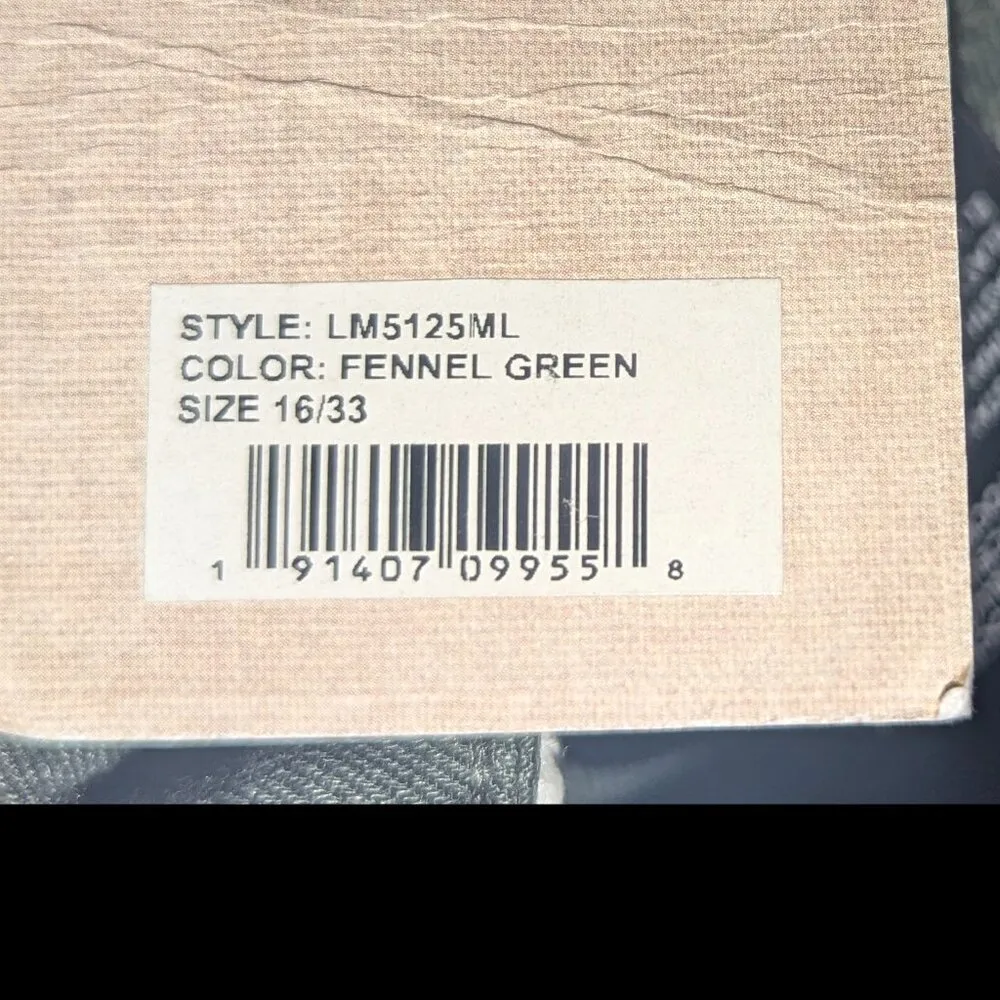 STYLE: LM5125ML
COLOR: FENNEL GREEN
SIZE 16/33
1 91407 09955 8